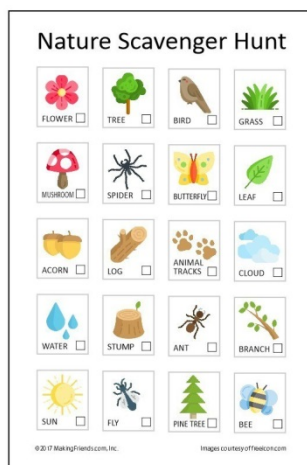 Nature Scavenger Hunt
FLOWER
TREE
BIRD
GRASS
MUSHROOM
SPIDER
BUTTERFLY
LEAF
ACORN
LOG
ANIMAL
TRACKS
CLOUD
WATER
STUMP
ANT
BRANCH
SUN
FLY
PINE TREE
BEE
©2017 MakingFriends.com, Inc.
Images courtesy of freeicon.com